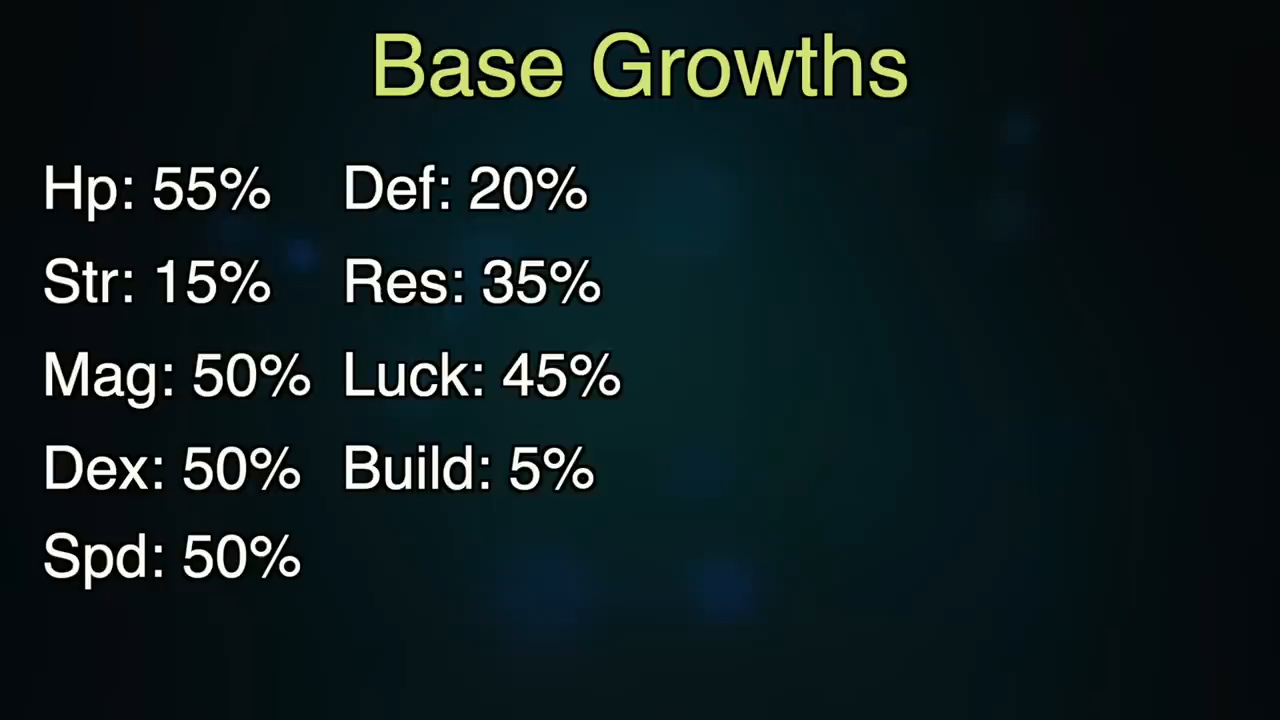 Base Growths
Hp: 55%
Str: 15%
Mag: 50%
Dex: 50%
Spd: 50%
Def: 20%
Res: 35%
Luck: 45%
Build: 5%